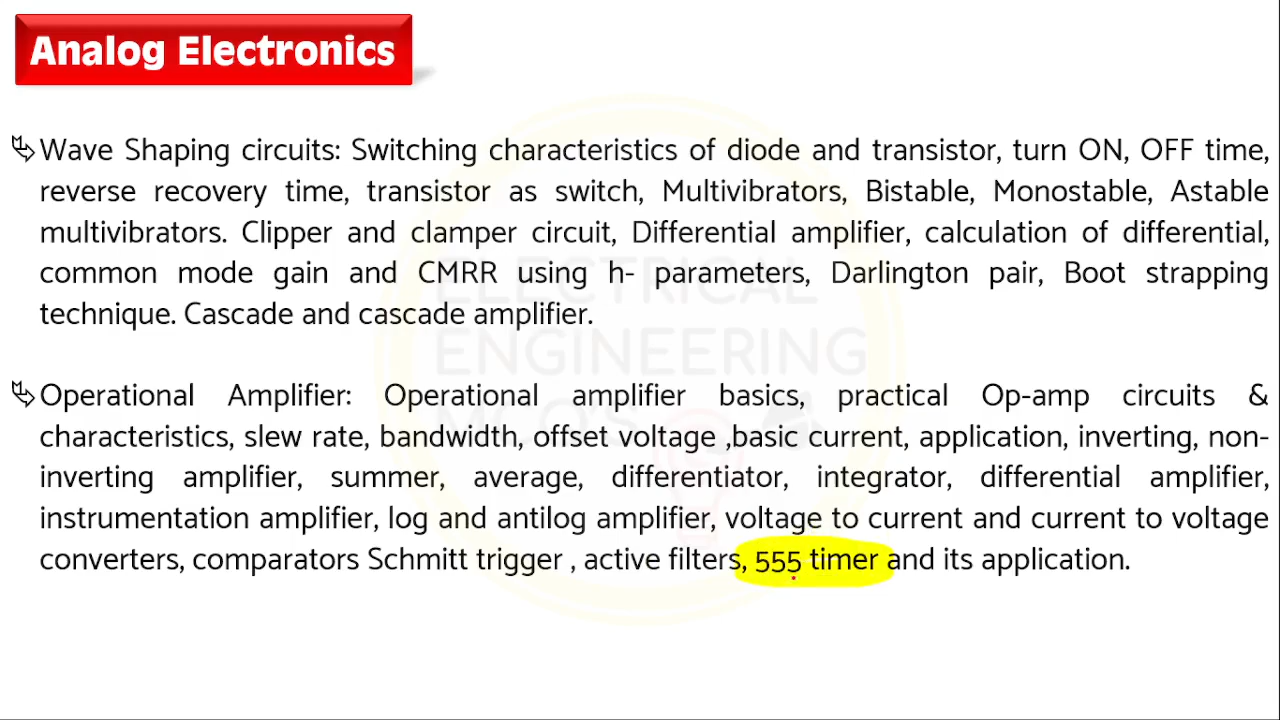 Analog Electronics
Wave Shaping circuits: Switching characteristics of diode and transistor, turn ON, OFF time,
reverse recovery time, transistor as switch, Multivibrators, Bistable, Monostable, Astable
multivibrators. Clipper and clamper circuit, Differential amplifier, calculation of differential,
common mode gain and CMRR using h- parameters, Darlington pair, Boot strapping
technique. Cascade and cascade amplifier.
Operational Amplifier: Operational amplifier basics, practical Op-amp circuits &
characteristics, slew rate, bandwidth, offset voltage ,basic current, application, inverting, non-
inverting amplifier, summer, average, differentiator, integrator, differential amplifier,
instrumentation amplifier, log and antilog amplifier, voltage to current and current to voltage
converters, comparators Schmitt trigger , active filters, 555 timer and its application.
ELECTRICAL
ENGINEERING
MCQ'S